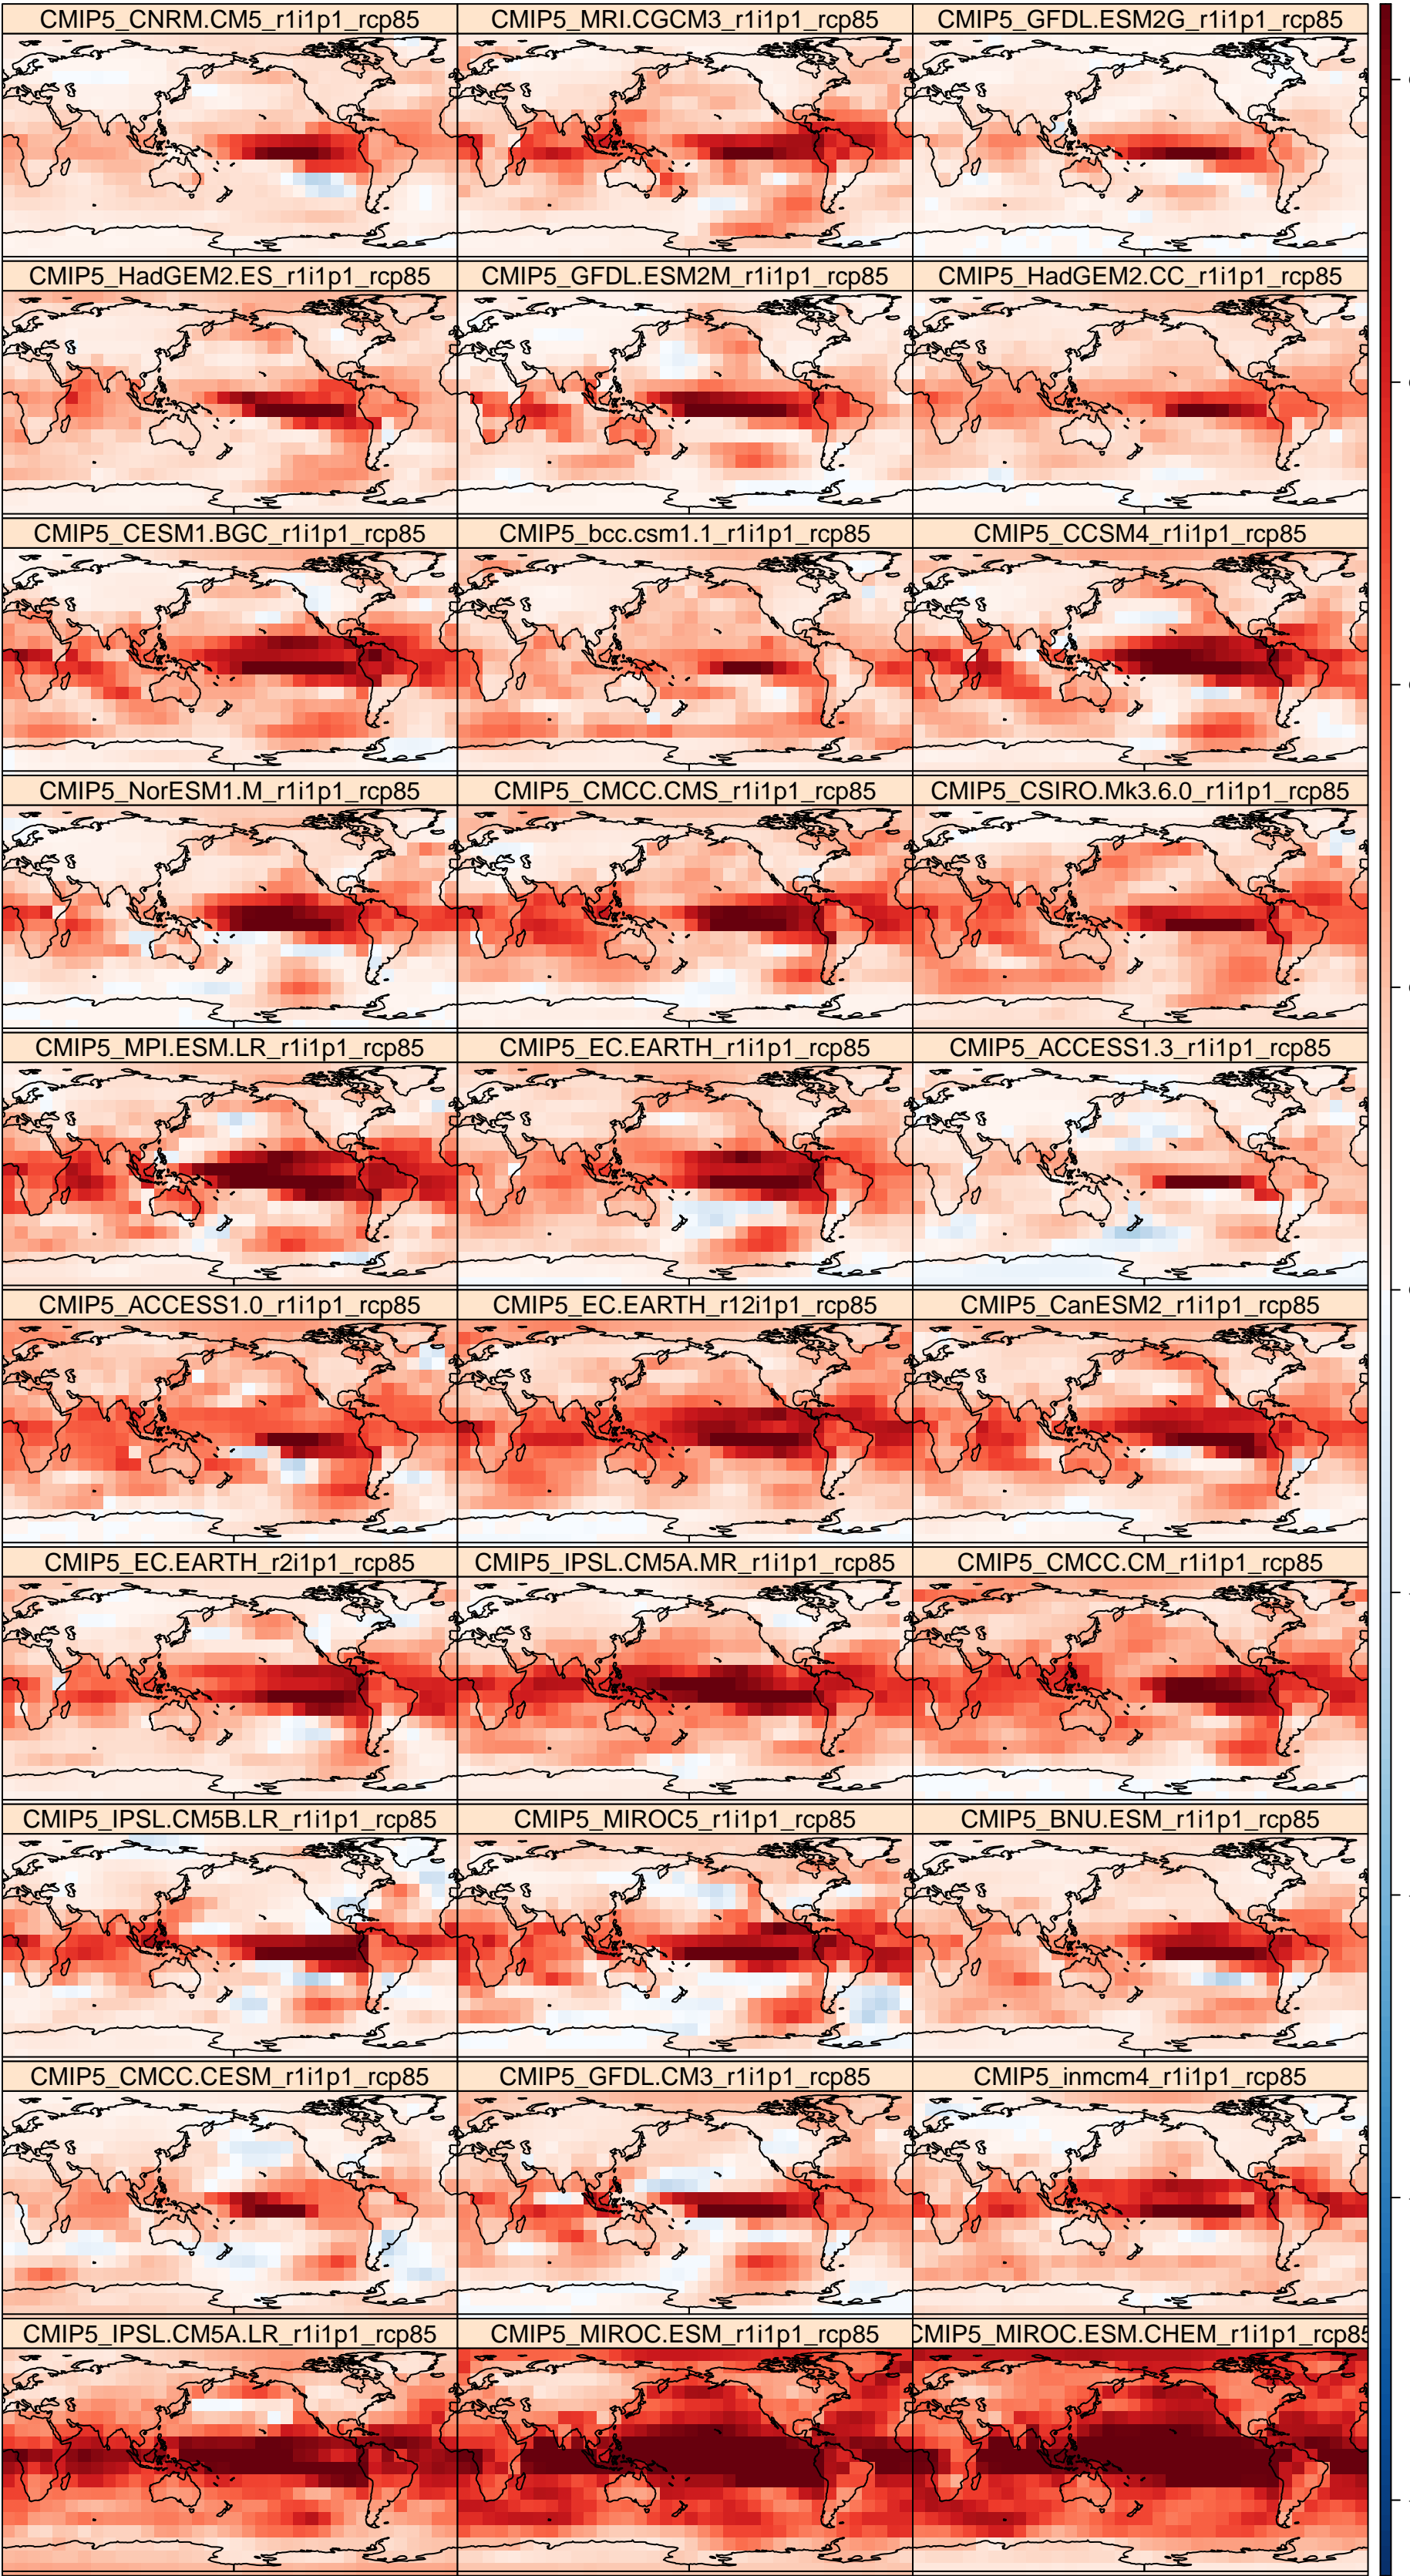 CMIP5_CNRM.CM5_r1i1p1_rcp85
CMIP5_MRI.CGCM3_r1i1p1_rcp85
CMIP5_GFDL.ESM2G_r1i1p1_rcp85
CMIP5_HadGEM2.ES_r1i1p1_rcp85
CMIP5_GFDL.ESM2M_r1i1p1_rcp85
CMIP5_HadGEM2.CC_r1i1p1_rcp85
CMIP5_CESM1.BGC_r1i1p1_rcp85
CMIP5_bcc.csm1.1_r1i1p1_rcp85
CMIP5_CCSM4_r1i1p1_rcp85
CMIP5_NorESM1.M_r1i1p1_rcp85
CMIP5_CMCC.CMS_r1i1p1_rcp85
CMIP5_CSIRO.Mk3.6.0_r1i1p1_rcp85
CMIP5_MPI.ESM.LR_r1i1p1_rcp85
CMIP5_EC.EARTH_r1i1p1_rcp85
CMIP5_ACCESS1.3_r1i1p1_rcp85
CMIP5_ACCESS1.0_r1i1p1_rcp85
CMIP5_EC.EARTH_r12i1p1_rcp85
CMIP5_CanESM2_r1i1p1_rcp85
CMIP5_EC.EARTH_r2i1p1_rcp85
CMIP5_IPSL.CM5A.MR_r1i1p1_rcp85
CMIP5_CMCC.CM_r1i1p1_rcp85
CMIP5_IPSL.CM5B.LR_r1i1p1_rcp85
CMIP5_MIROC5_r1i1p1_rcp85
CMIP5_BNU.ESM_r1i1p1_rcp85
CMIP5_CMCC.CESM_r1i1p1_rcp85
CMIP5_GFDL.CM3_r1i1p1_rcp85
CMIP5_inmcm4_r1i1p1_rcp85
CMIP5_IPSL.CM5A.LR_r1i1p1_rcp85
CMIP5_MIROC.ESM_r1i1p1_rcp85
CMIP5_MIROC.ESM.CHEM_r1i1p1_rcp85